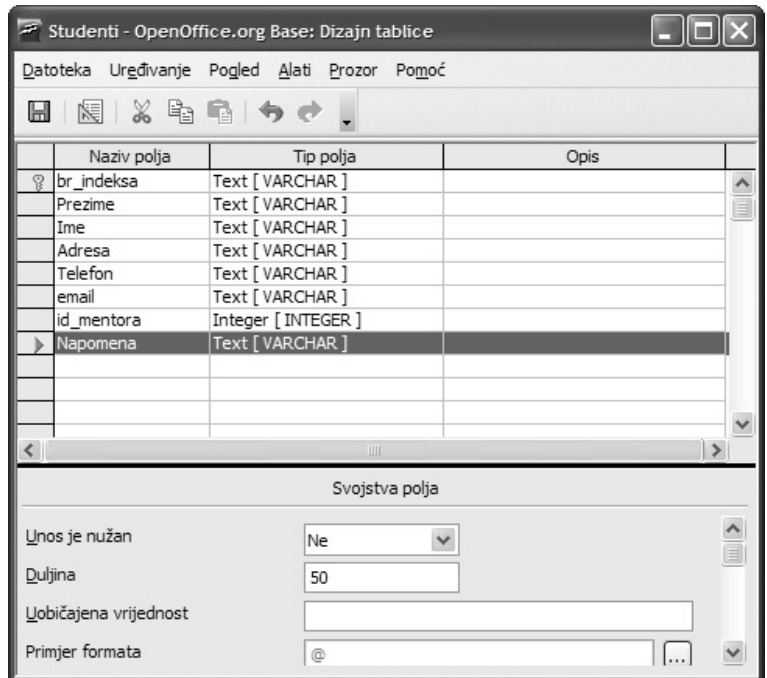 Studenti - OpenOffice.org Base: Dizajn tablice
Datoteka Uređivanje Pogled Alati Prozor Pomoć
Naziv polja Tip polja Opis
br_indeksa Text [ VARCHAR ]
Prezime Text [ VARCHAR ]
Ime Text [ VARCHAR ]
Adresa Text [ VARCHAR ]
Telefon Text [ VARCHAR ]
email Text [ VARCHAR ]
id_mentora Integer [ INTEGER ]
Napomena Text [ VARCHAR ]
Svojstva polja
Unos je nužan Ne
Duljina 50
Uobičajena vrijednost
Primjer formata @ ...